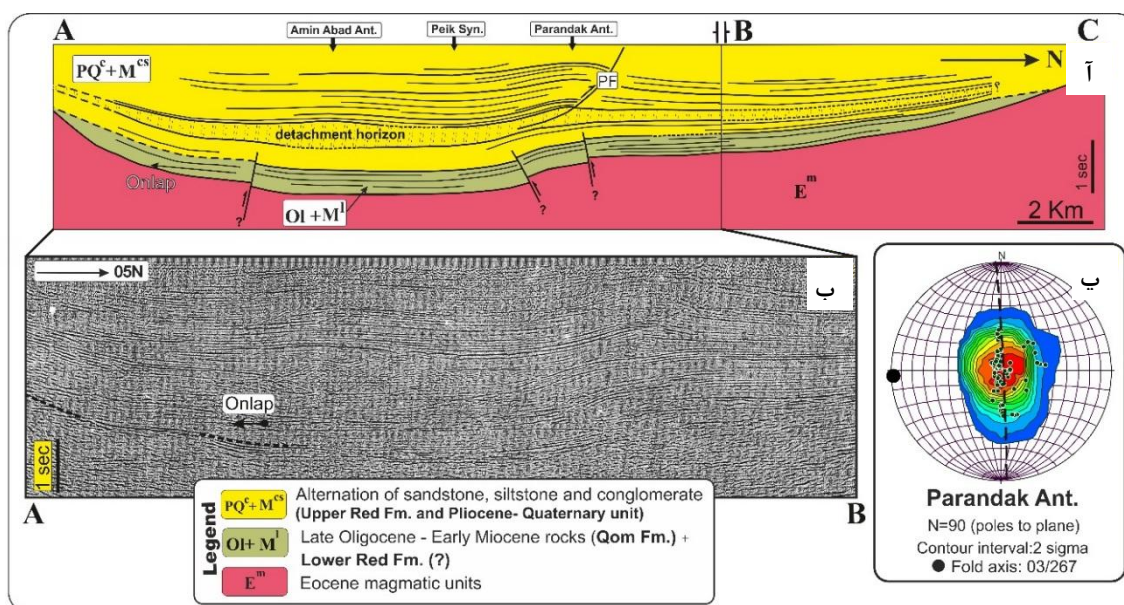 A
Amin Abad Ant.
Peik Syn.
Parandak Ant.
B
C
PQᶜ+Mᶜˢ
PF
N
آ
detachment horizon
?
Onlap
?
?
?
Ol+Mˡ
Eᵐ
1 sec
2 Km
05N
ب
Onlap
1 sec
A
B
N
ي
Parandak Ant.
N=90 (poles to plane)
Contour interval:2 sigma
Fold axis: 03/267
Legend
PQᶜ+Mᶜˢ
Alternation of sandstone, siltstone and conglomerate
(Upper Red Fm. and Pliocene- Quaternary unit)
Ol+ Mˡ
Late Oligocene - Early Miocene rocks (Qom Fm.) +
Lower Red Fm. (?)
Eᵐ
Eocene magmatic units